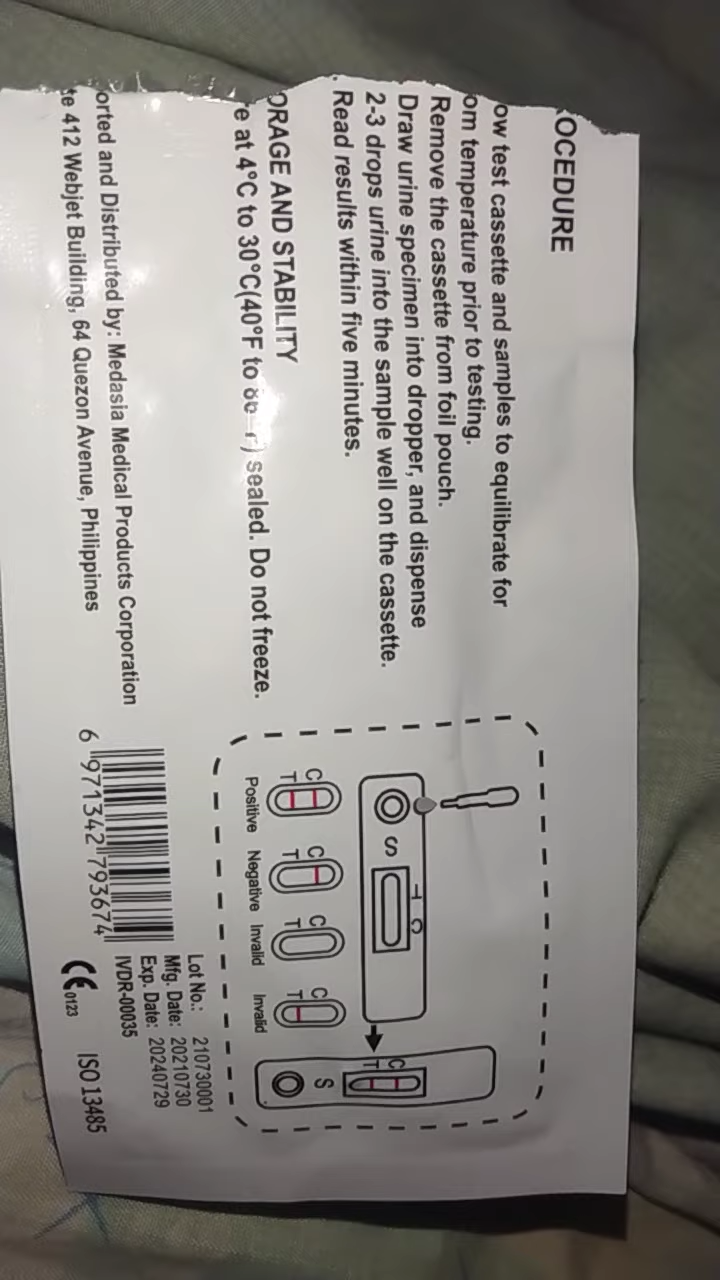 OCEDURE
ow test cassette and samples to equilibrate for
om temperature prior to testing.
Remove the cassette from foil pouch.
Draw urine specimen into dropper, and dispense
2-3 drops urine into the sample well on the cassette.
Read results within five minutes.
ORAGE AND STABILITY
e at 4°C to 30°C(40°F to sealed. Do not freeze.
orted and Distributed by: Medasia Medical Products Corporation
te 412 Webjet Building, 64 Quezon Avenue, Philippines
S
T C
C
T
S
C
T
C
T
C
T
C
T
Positive Negative Invalid Invalid
6 971342 793674
Lot No.: 210730001
Mfg. Date: 20210730
Exp. Date: 20240729
IVDR-00035
CE 0123 ISO 13485